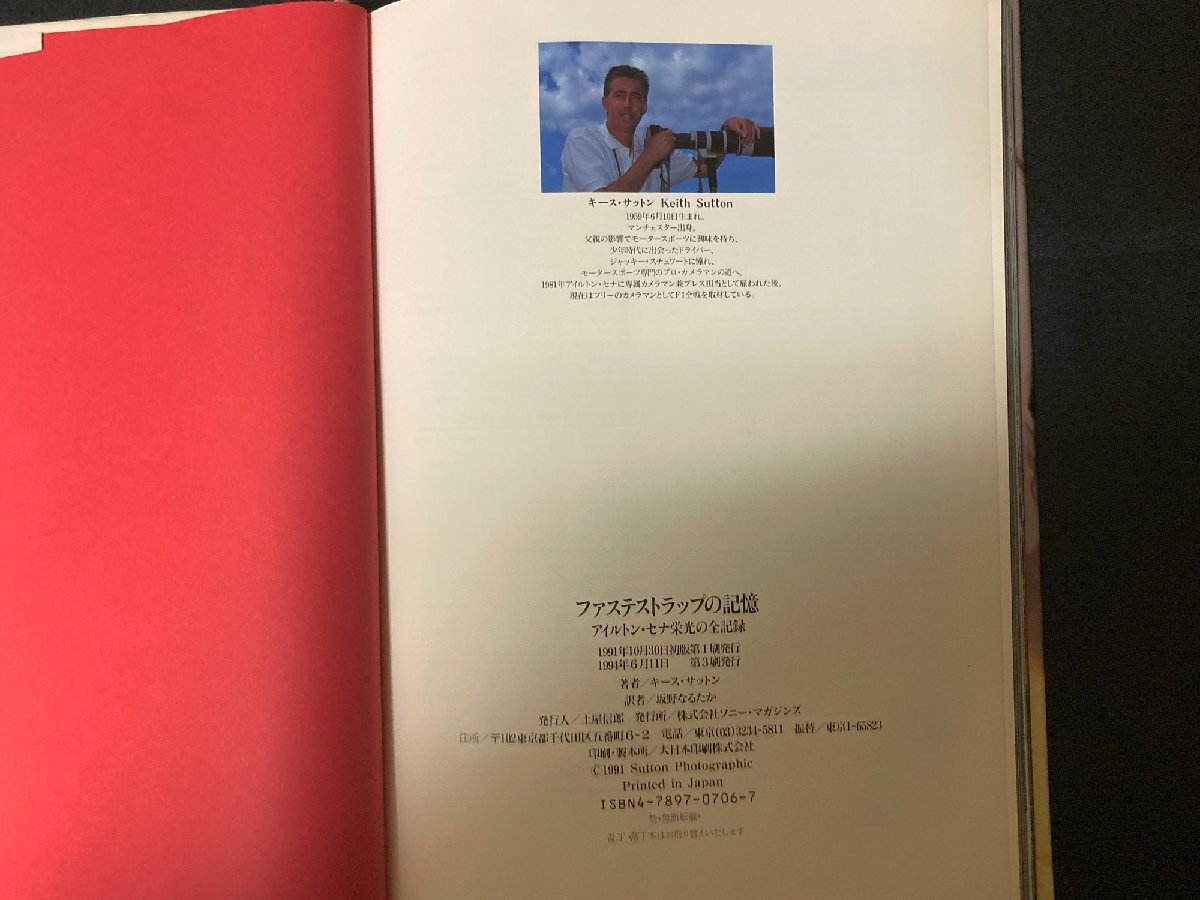 キース・サットン Keith Sutton
1959年6月10日生まれ。
マンチェスター出身。
父親の影響でモータースポーツに興味を持ち、
少年時代に出会ったドライバー、
ジャッキー・スチュワートに憧れ、
モータースポーツ専門のプロ・カメラマンの道へ。
1981年アイルトン・セナに専属カメラマン兼プレス担当として雇われた後、
現在はフリーのカメラマンとしてF1全戦を取材している。
ファステストラップの記憶
アイルトン・セナ栄光の全記録
1991年10月30日初版第1刷発行
1994年6月11日 第3刷発行
著者/キース・サットン
訳者/坂野なるたか
発行人/土屋信郎 発行所/株式会社ソニー・マガジンズ
住所/〒102東京都千代田区五番町6-2 電話/東京(03)3234-5811 振替/東京1-65823
印刷・製本所/大日本印刷株式会社
©1991 Sutton Photographic
Printed in Japan
ISBN4-7897-0706-7
禁・無断転載・
乱丁・落丁本はお取り替えいたします